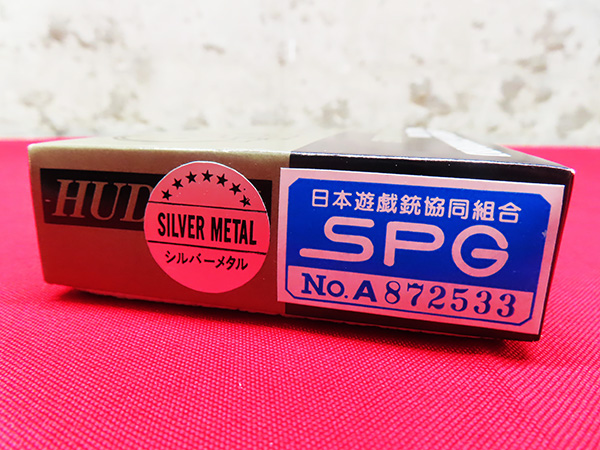 HUD
SILVER METAL
シルバーメタル
日本遊戯銃協同組合
SPG
No.A872533